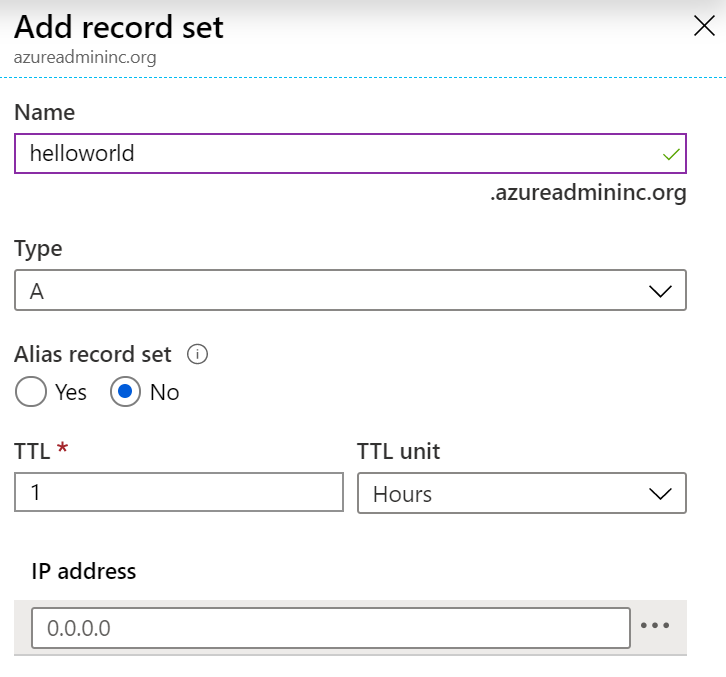 Add record set
azureadmininc.org
Name
helloworld
.azureadmininc.org
Type
A
Alias record set
Yes No
TTL * TTL unit
1 Hours
IP address
0.0.0.0